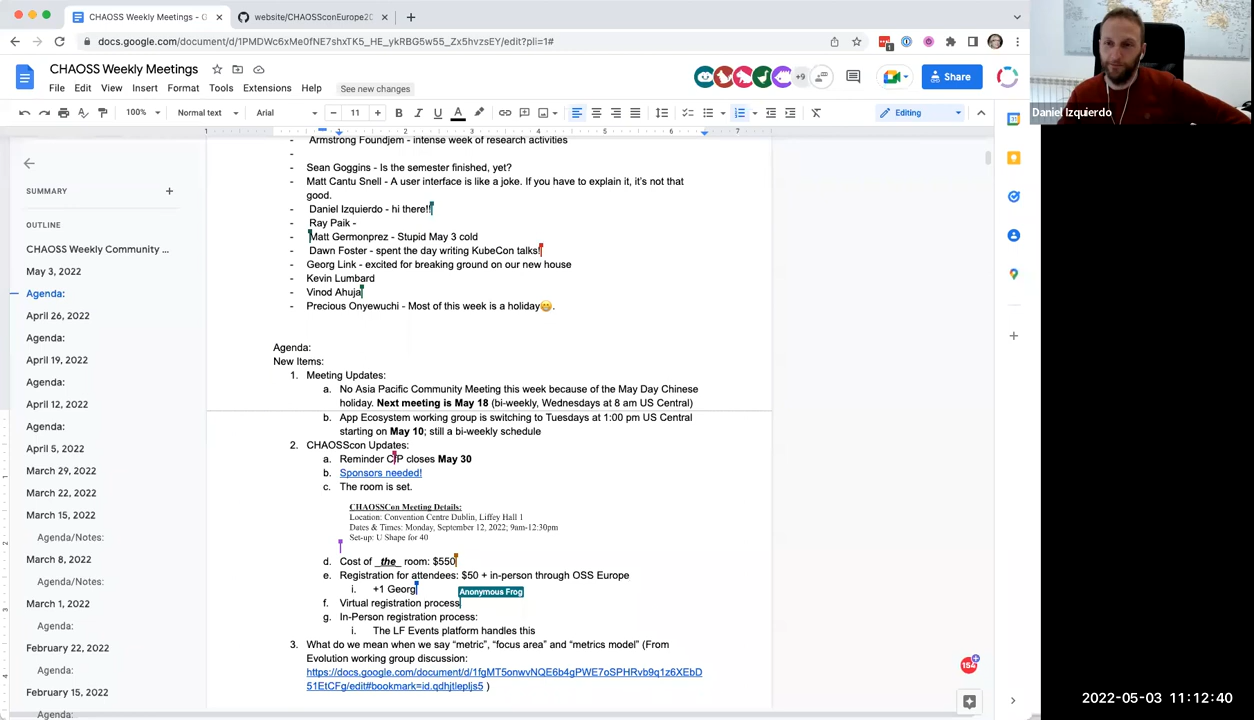 CHAOSS Weekly Meetings - G
website/CHAOSSconEurope20
docs.google.com/document/d/1PMDWc6xMe0fNE7shxTK5_HE_ykRBG5w55_Zx5hvzsEY/edit?pli=1#
1
CHAOSS Weekly Meetings
File Edit View Insert Format Tools Extensions Help See new changes
+9
Share
100% Normal text Arial 11 Editing
Daniel Izquierdo
1 1 2 3 4 5 6 7
SUMMARY
OUTLINE
CHAOSS Weekly Community ...
May 3, 2022
Agenda:
April 26, 2022
Agenda:
April 19, 2022
Agenda:
April 12, 2022
Agenda:
April 5, 2022
March 29, 2022
March 22, 2022
March 15, 2022
Agenda/Notes:
March 8, 2022
Agenda/Notes:
March 1, 2022
Agenda:
February 22, 2022
Agenda:
February 15, 2022
Agenda:
- Armstrong Foundjem - intense week of research activities
-
- Sean Goggins - Is the semester finished, yet?
- Matt Cantu Snell - A user interface is like a joke. If you have to explain it, it's not that
good.
- Daniel Izquierdo - hi there!!
- Ray Paik -
- Matt Germonprez - Stupid May 3 cold
- Dawn Foster - spent the day writing KubeCon talks!
- Georg Link - excited for breaking ground on our new house
- Kevin Lumbard
- Vinod Ahuja
- Precious Onyewuchi - Most of this week is a holiday😁.
Agenda:
New Items:
1. Meeting Updates:
a. No Asia Pacific Community Meeting this week because of the May Day Chinese
holiday. Next meeting is May 18 (bi-weekly, Wednesdays at 8 am US Central)
b. App Ecosystem working group is switching to Tuesdays at 1:00 pm US Central
starting on May 10; still a bi-weekly schedule
2. CHAOSScon Updates:
a. Reminder CfP closes May 30
b. Sponsors needed!
c. The room is set.
CHAOSSCon Meeting Details:
Location: Convention Centre Dublin, Liffey Hall 1
Dates & Times: Monday, September 12, 2022; 9am-12:30pm
Set-up: U Shape for 40
d. Cost of _the_ room: $550
e. Registration for attendees: $50 + in-person through OSS Europe
i. +1 Georg
Anonymous Frog
f. Virtual registration process
g. In-Person registration process:
i. The LF Events platform handles this
3. What do we mean when we say “metric”, “focus area” and “metrics model” (From
Evolution working group discussion:
https://docs.google.com/document/d/1fgMT5onwvNQE6b4gPWE7oSPHRvb9q1z6XEbD
51EtCFg/edit#bookmark=id.qdhjtlepljs5 )
154
2022-05-03 11:12:40